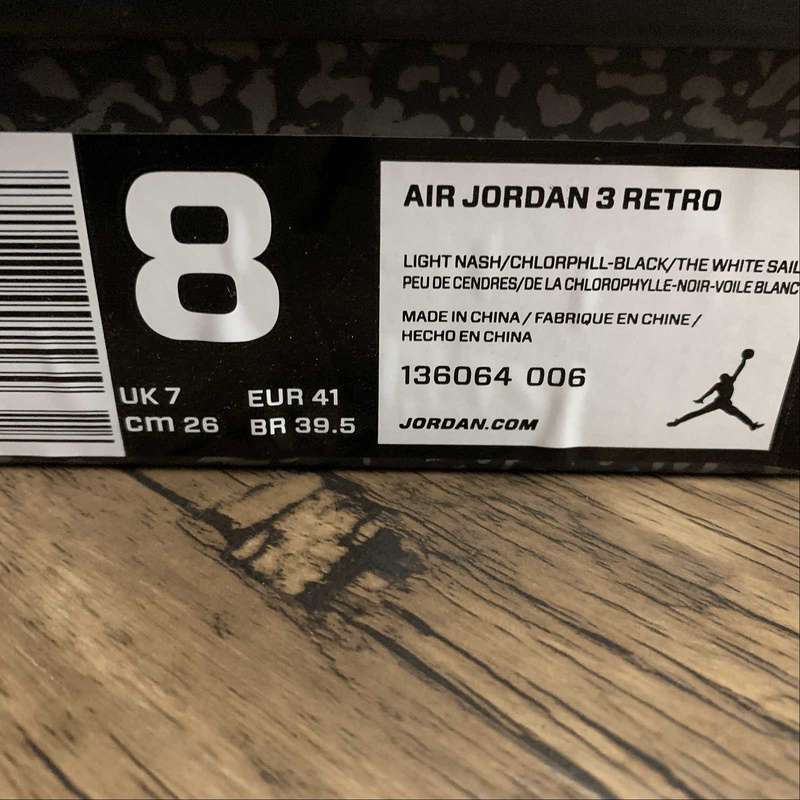 8
UK 7 EUR 41
cm 26 BR 39.5
AIR JORDAN 3 RETRO
LIGHT NASH/CHLORPHLL-BLACK/THE WHITE SAIL
PEU DE CENDRES/DE LA CHLOROPHYLLE-NOIR-VOILE BLANC
MADE IN CHINA / FABRIQUE EN CHINE /
HECHO EN CHINA
136064 006
JORDAN.COM